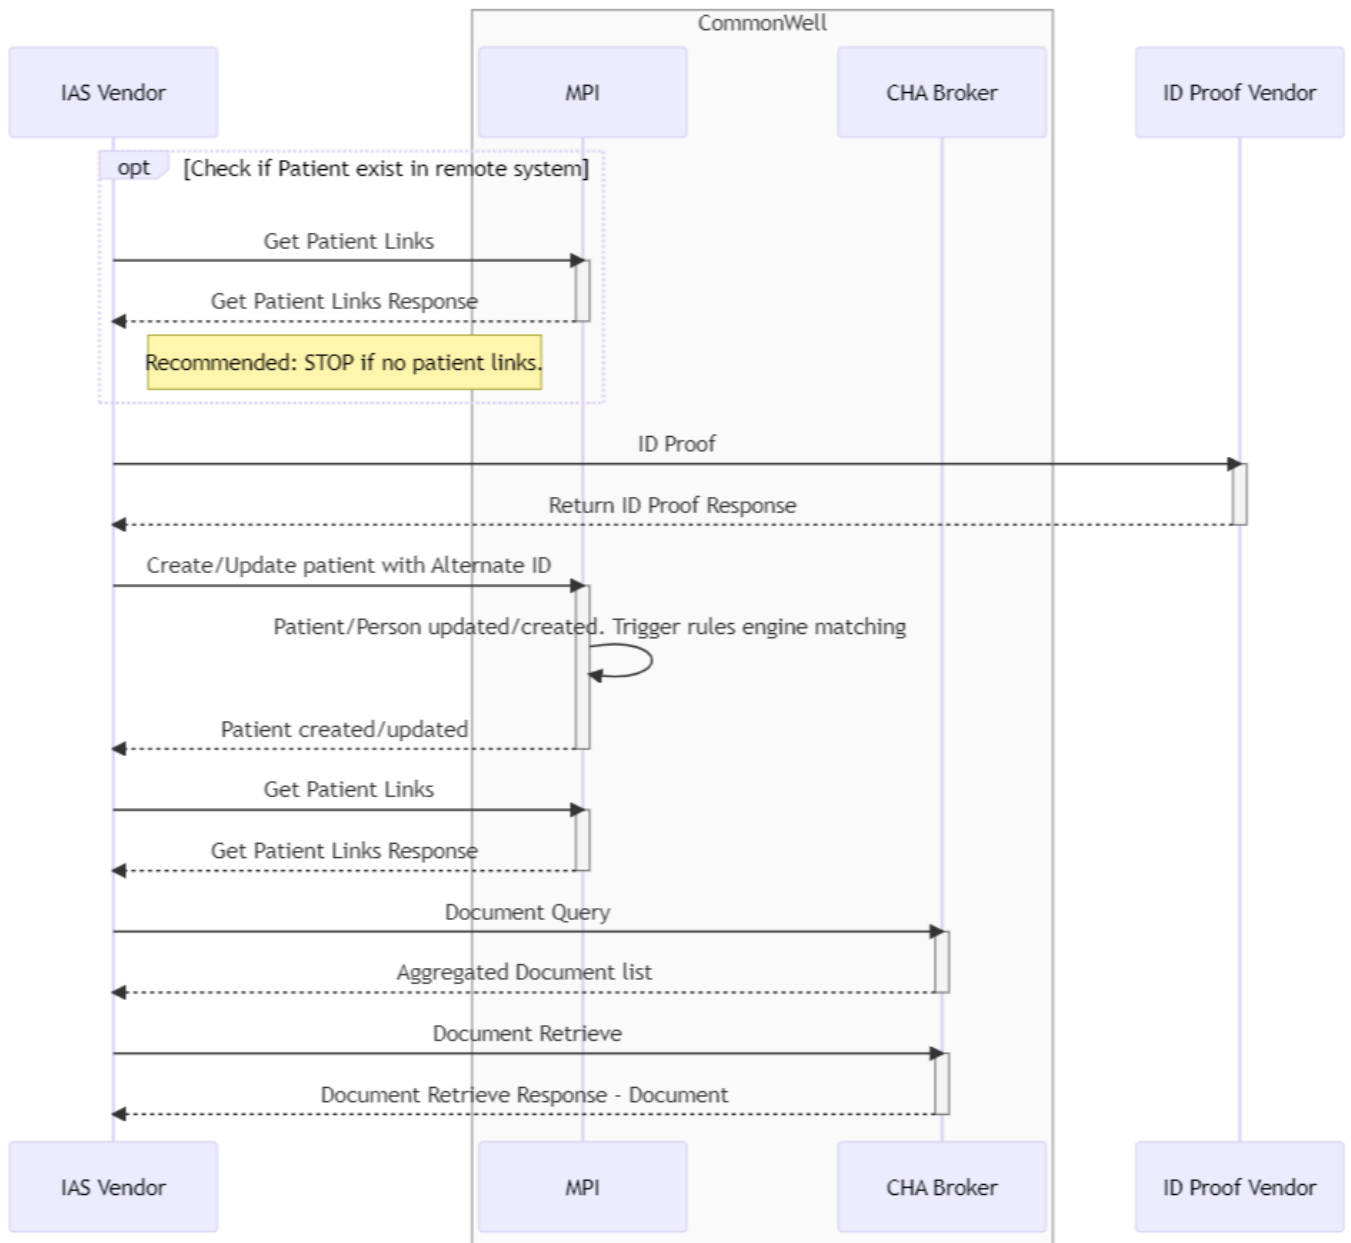 CommonWell
IAS Vendor
MPI
CHA Broker
ID Proof Vendor
opt
[Check if Patient exist in remote system]
Get Patient Links
Get Patient Links Response
Recommended: STOP if no patient links.
ID Proof
Return ID Proof Response
Create/Update patient with Alternate ID
Patient/Person updated/created. Trigger rules engine matching
Patient created/updated
Get Patient Links
Get Patient Links Response
Document Query
Aggregated Document list
Document Retrieve
Document Retrieve Response - Document
IAS Vendor
MPI
CHA Broker
ID Proof Vendor